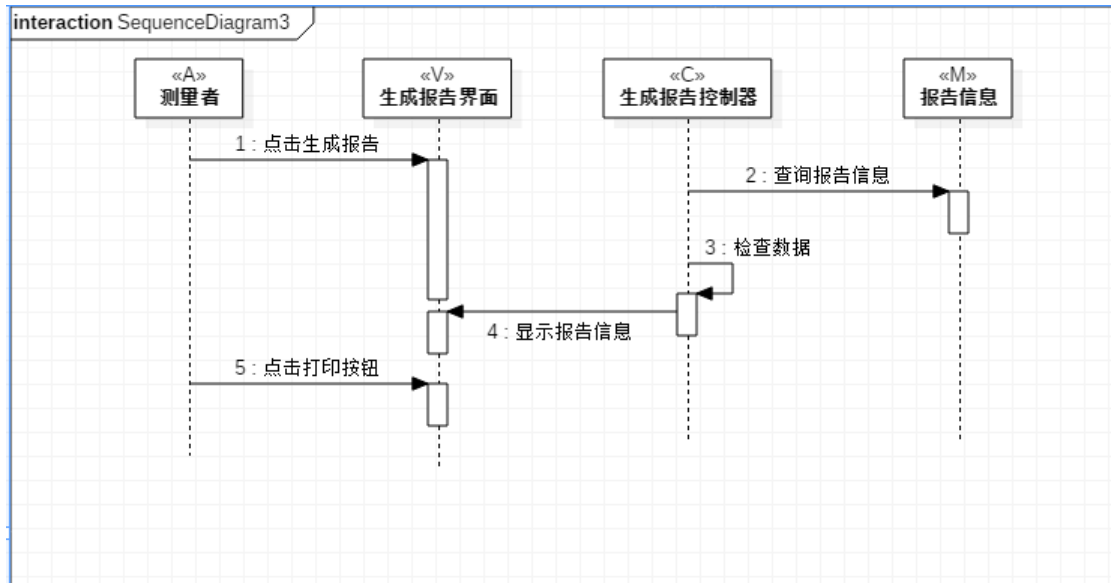 interaction SequenceDiagram3
«A»
测量者
«V»
生成报告界面
«C»
生成报告控制器
«M»
报告信息
1 : 点击生成报告
2 : 查询报告信息
3 : 检查数据
4 : 显示报告信息
5 : 点击打印按钮